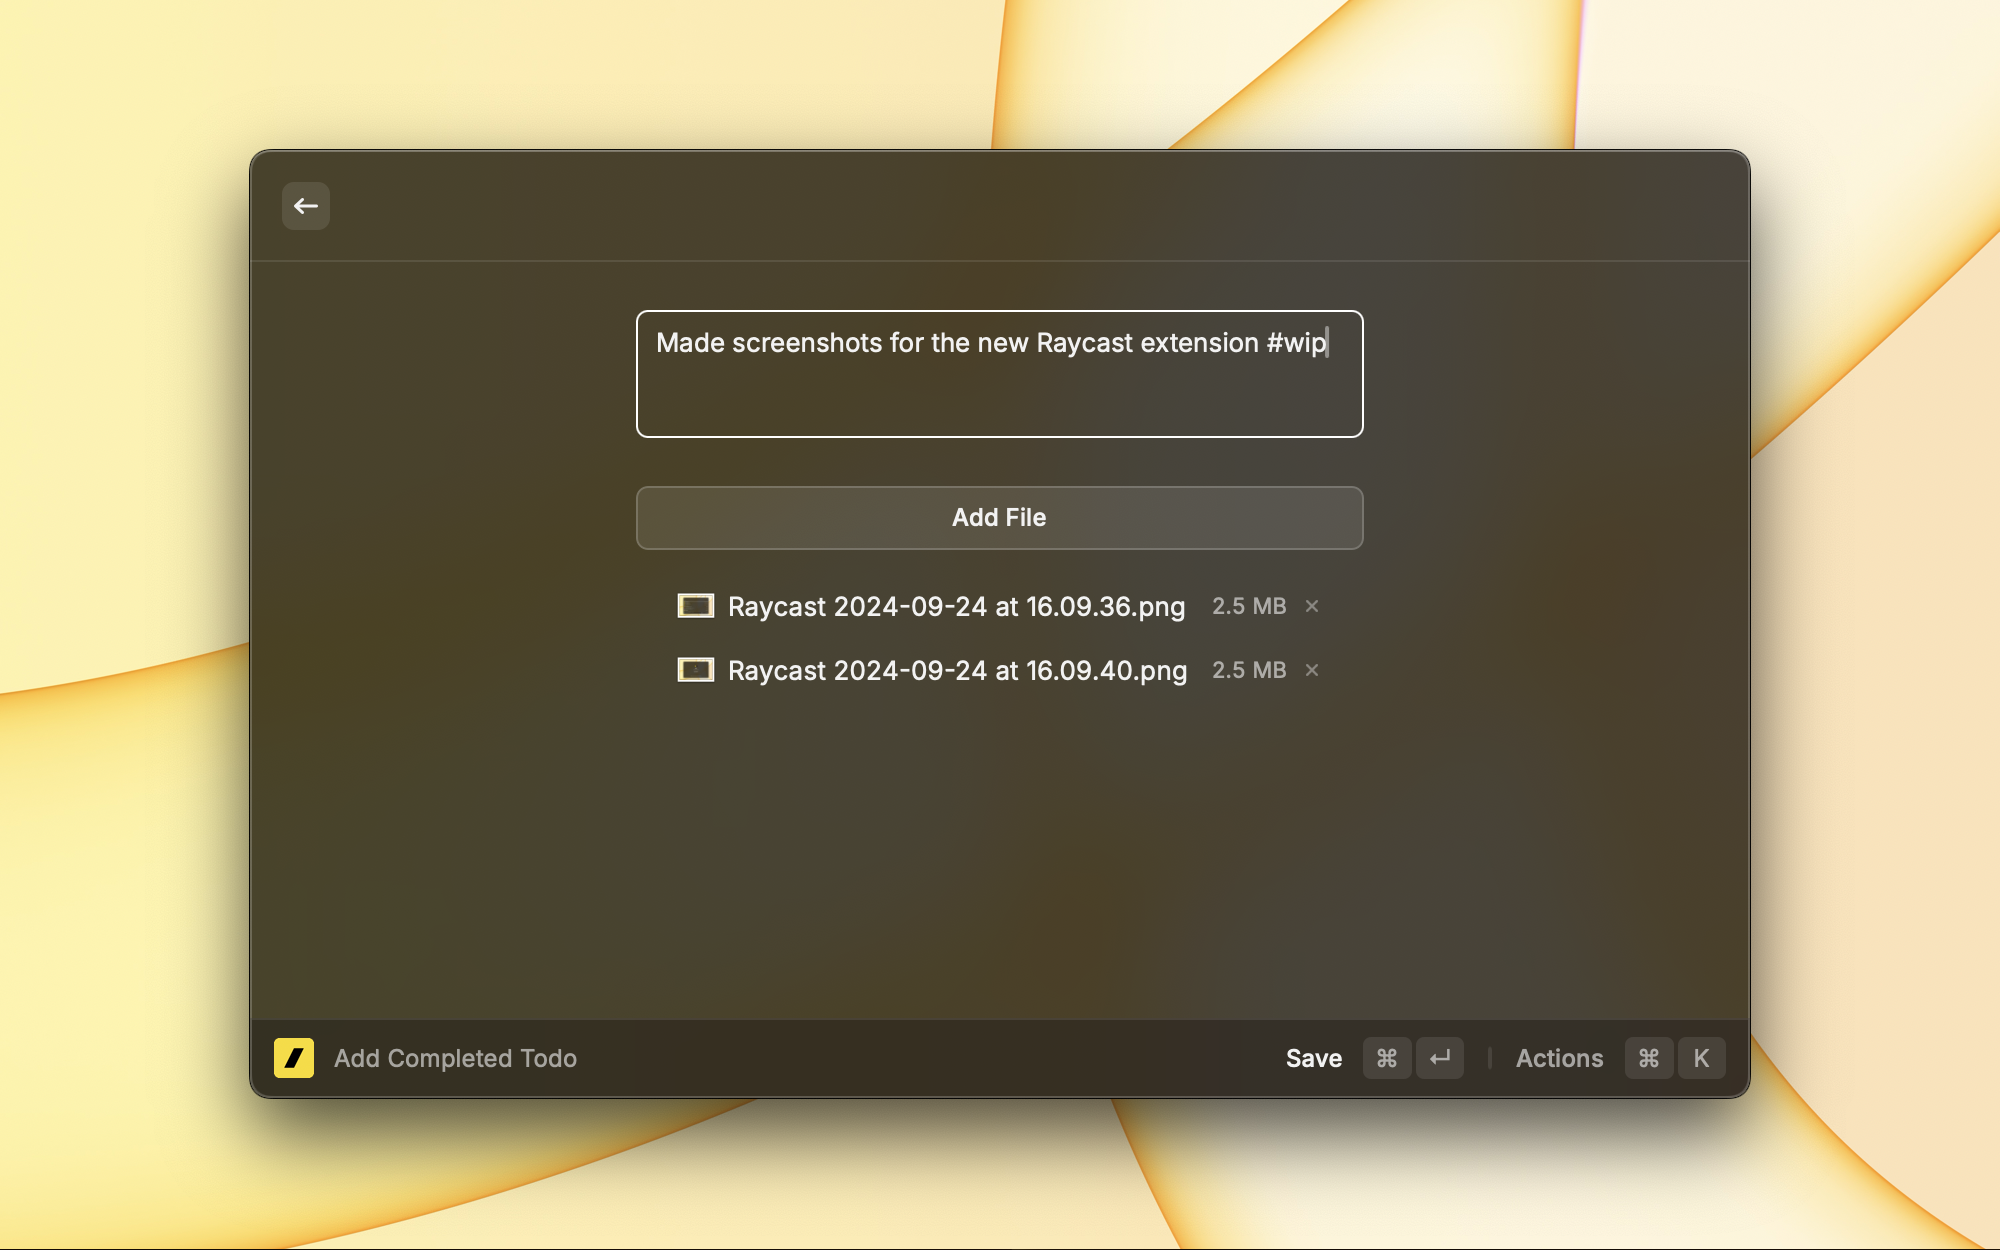 Made screenshots for the new Raycast extension #wip
Add File
Raycast 2024-09-24 at 16.09.36.png 2.5 MB ×
Raycast 2024-09-24 at 16.09.40.png 2.5 MB ×
Add Completed Todo Save ⌘ ↵ Actions ⌘ K